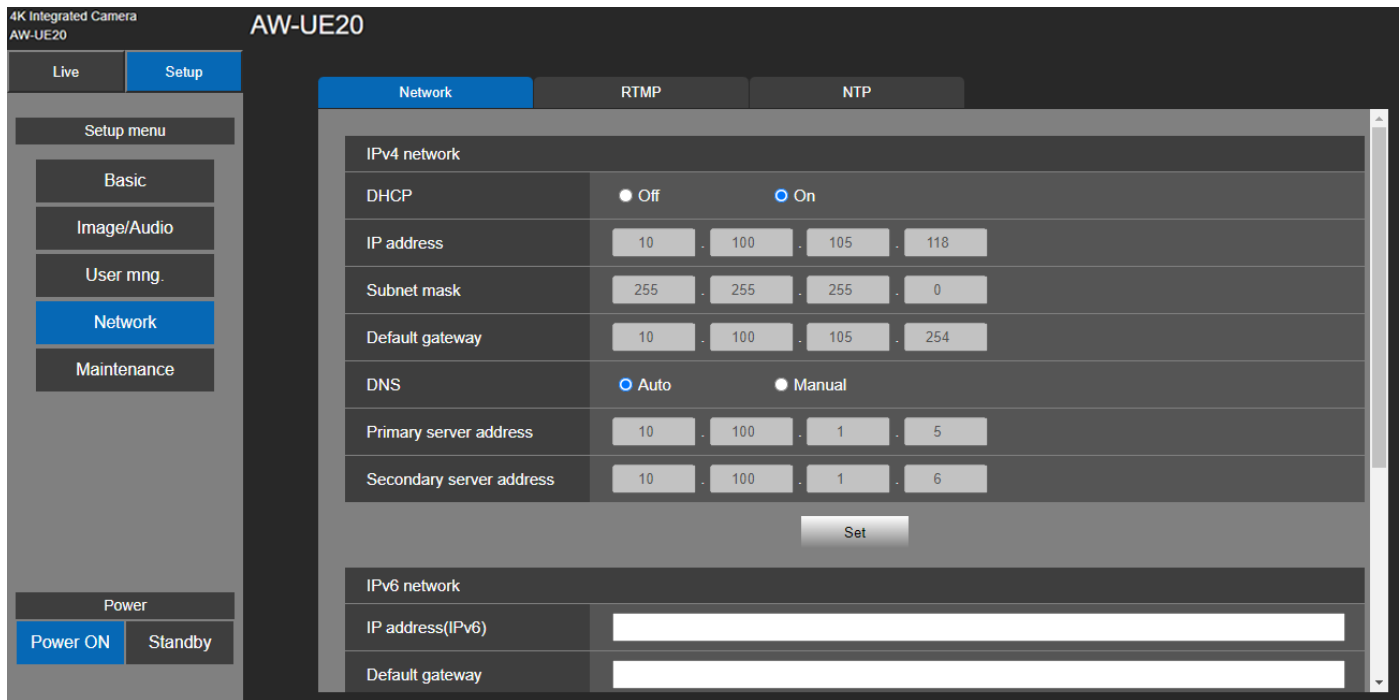 4K Integrated Camera
AW-UE20
AW-UE20
Live Setup
Setup menu
Basic
Image/Audio
User mng.
Network
Maintenance
Power
Power ON Standby
Network RTMP NTP
IPv4 network
DHCP Off On
IP address 10 . 100 . 105 . 118
Subnet mask 255 . 255 . 255 . 0
Default gateway 10 . 100 . 105 . 254
DNS Auto Manual
Primary server address 10 . 100 . 1 . 5
Secondary server address 10 . 100 . 1 . 6
Set
IPv6 network
IP address(IPv6)
Default gateway